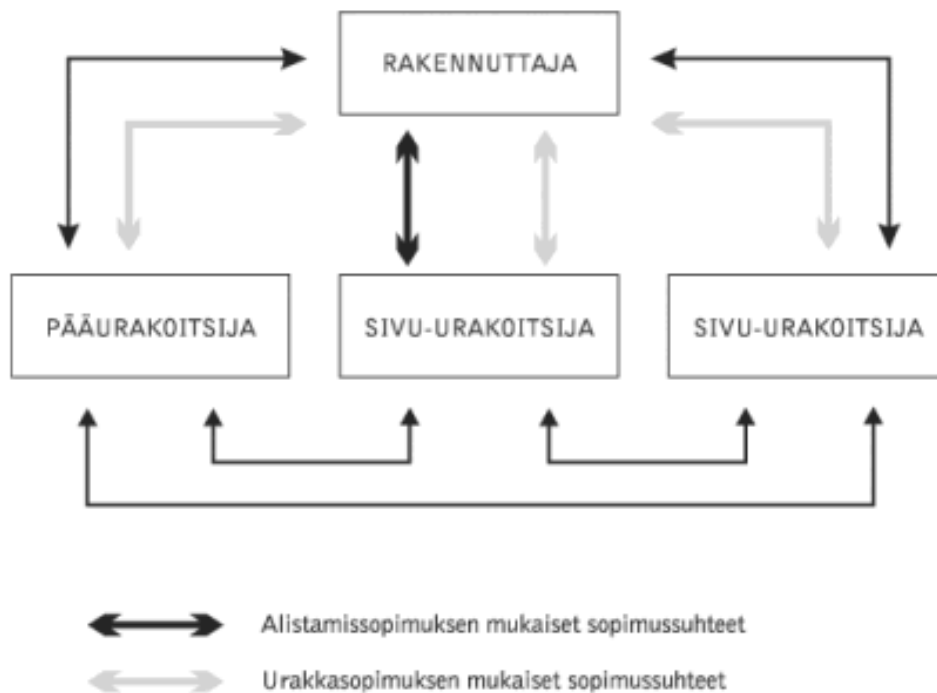 RAKENNUTTAJA
PÄÄURAKOITSIJA
SIVU-URAKOITSIJA
SIVU-URAKOITSIJA
Alistamissopimuksen mukaiset sopimussuhteet
Urakkasopimuksen mukaiset sopimussuhteet